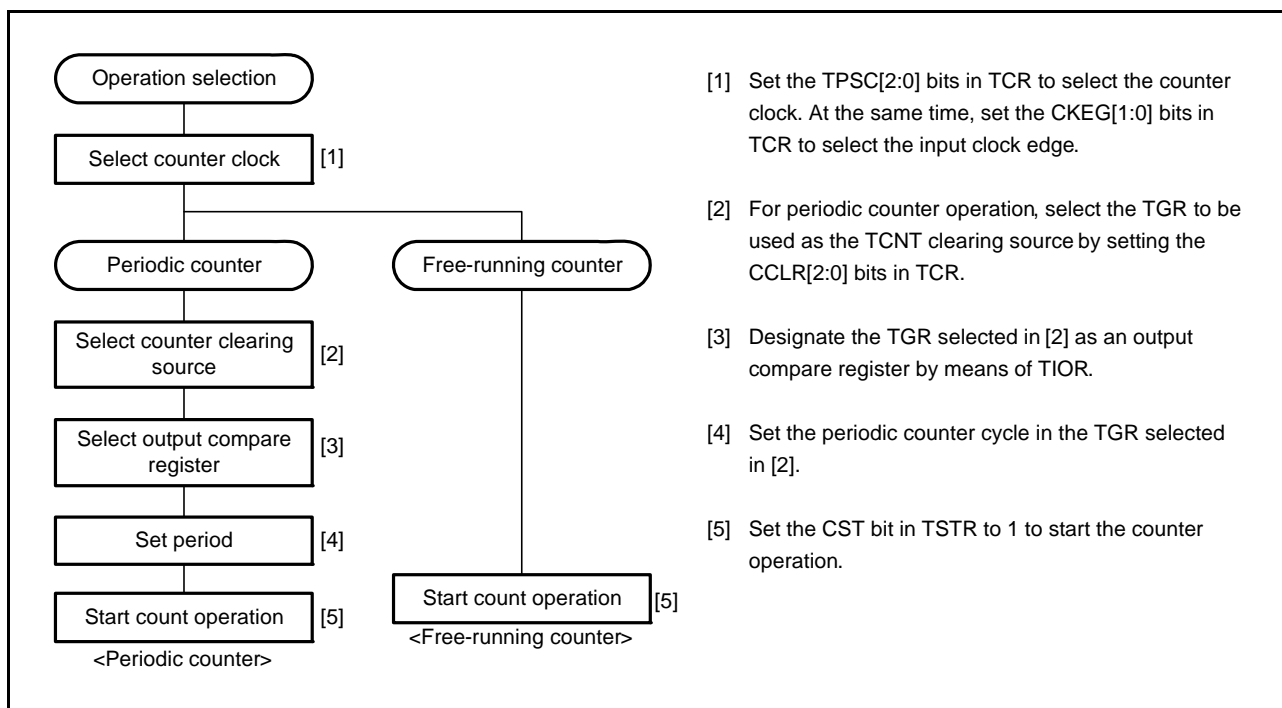 Operation selection
Select counter clock
[1]
Periodic counter
Free-running counter
Select counter clearing
source
[2]
Select output compare
register
[3]
Set period
[4]
Start count operation
[5]
<Periodic counter>
Start count operation
[5]
<Free-running counter>
[1] Set the TPSC[2:0] bits in TCR to select the counter
clock. At the same time, set the CKEG[1:0] bits in
TCR to select the input clock edge.
[2] For periodic counter operation, select the TGR to be
used as the TCNT clearing source by setting the
CCLR[2:0] bits in TCR.
[3] Designate the TGR selected in [2] as an output
compare register by means of TIOR.
[4] Set the periodic counter cycle in the TGR selected
in [2].
[5] Set the CST bit in TSTR to 1 to start the counter
operation.